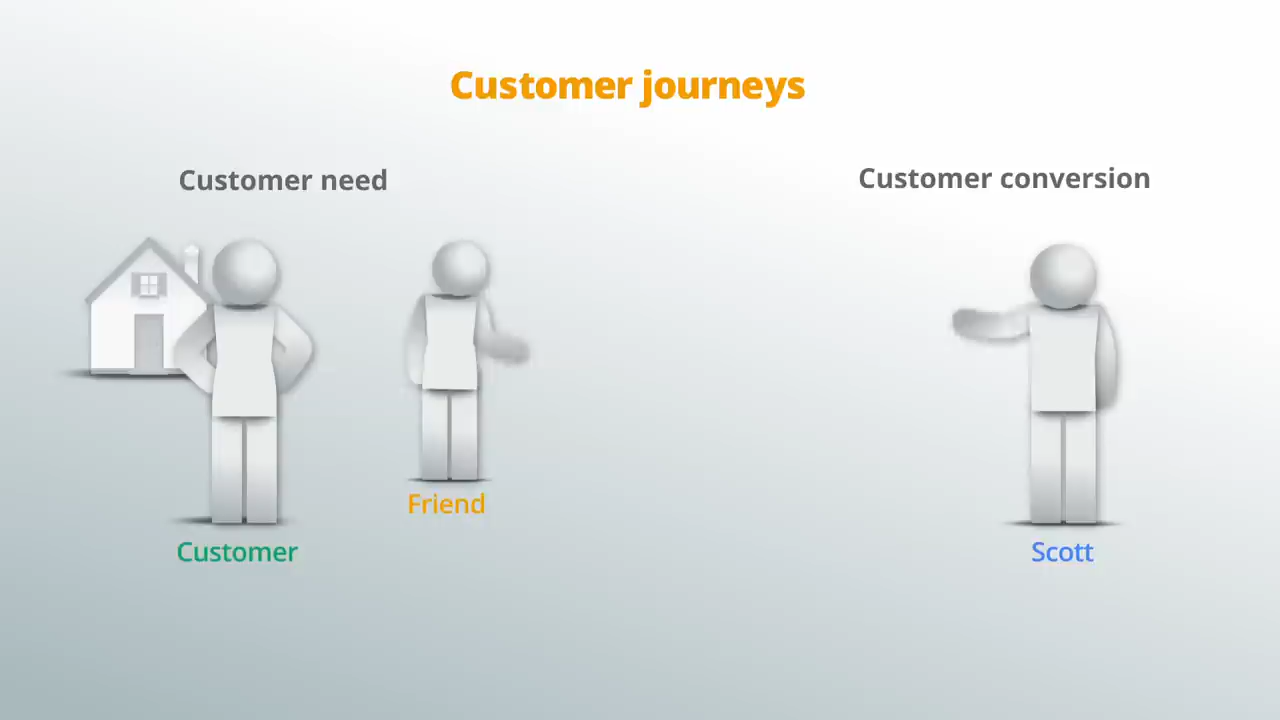 Customer journeys
Customer need
Customer conversion
Friend
Customer
Scott